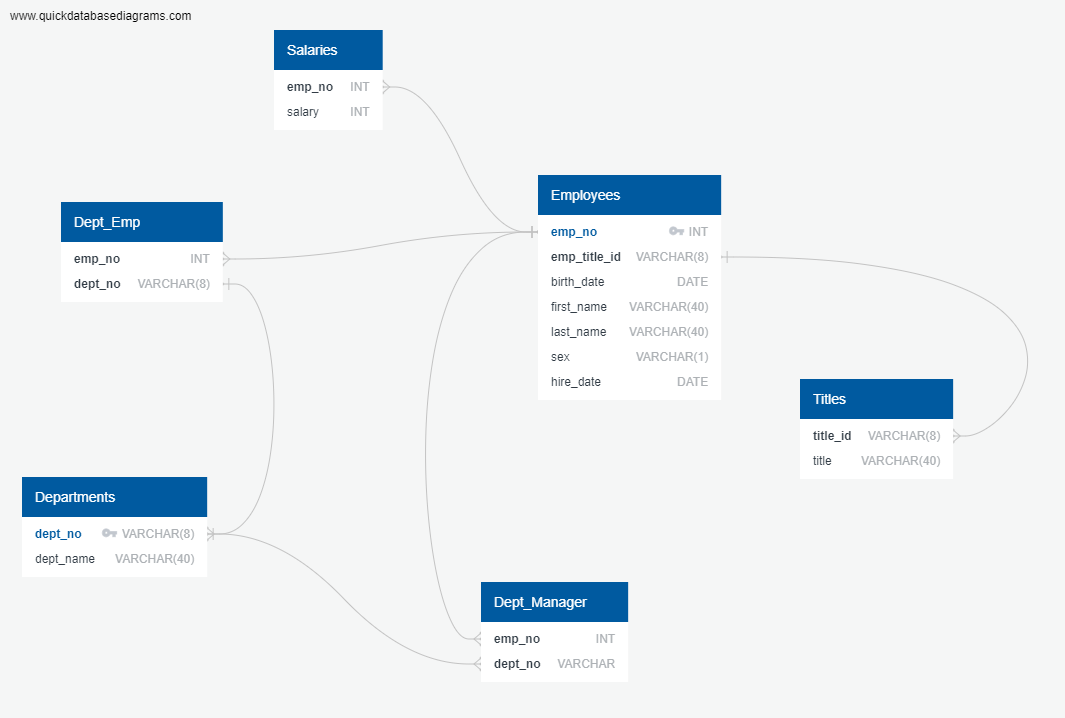 www.quickdatabasediagrams.com
Salaries
emp_no INT
salary INT
Employees
emp_no INT
emp_title_id VARCHAR(8)
birth_date DATE
first_name VARCHAR(40)
last_name VARCHAR(40)
sex VARCHAR(1)
hire_date DATE
Dept_Emp
emp_no INT
dept_no VARCHAR(8)
Titles
title_id VARCHAR(8)
title VARCHAR(40)
Departments
dept_no VARCHAR(8)
dept_name VARCHAR(40)
Dept_Manager
emp_no INT
dept_no VARCHAR